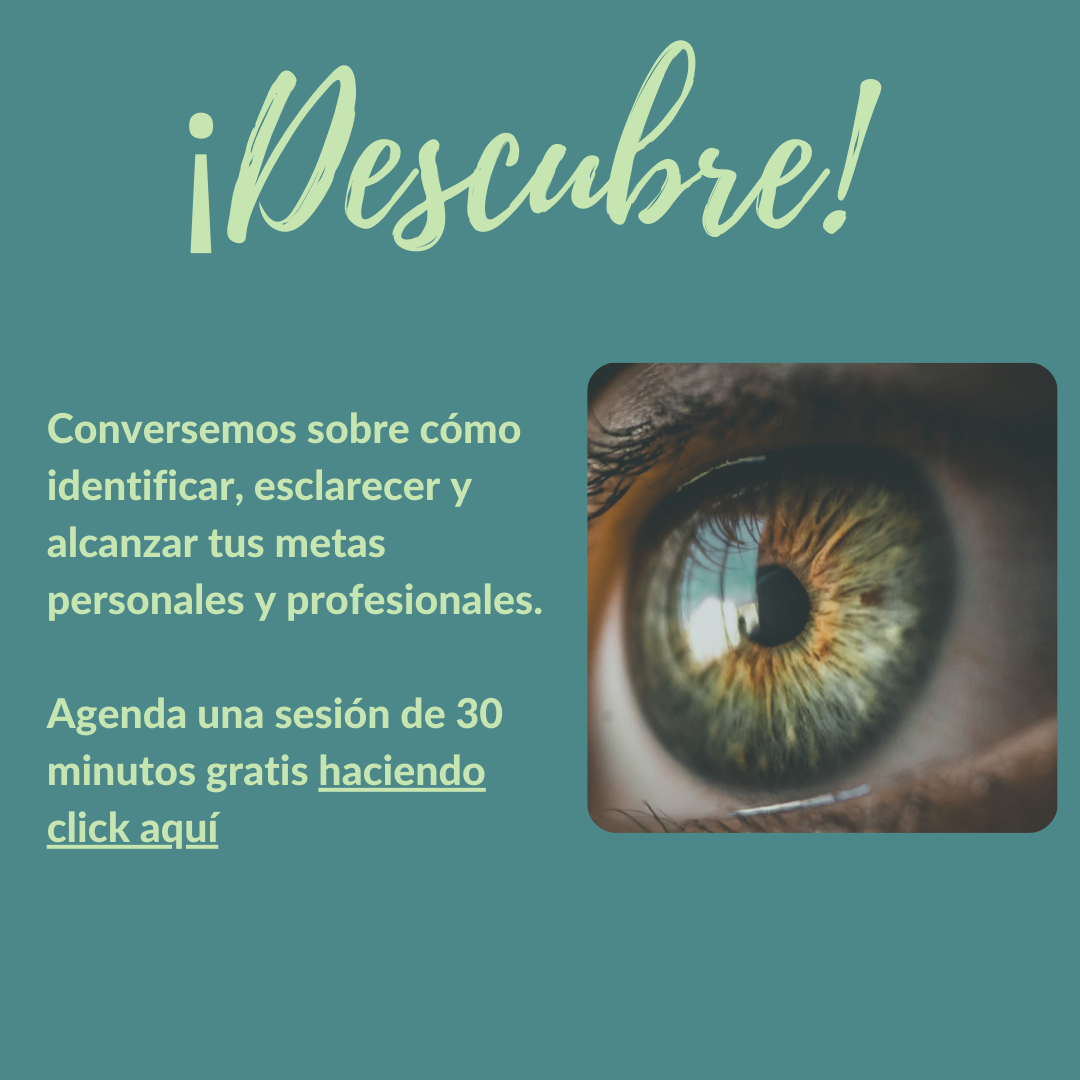 ¡Descubre!
Conversemos sobre cómo
identificar, esclarecer y
alcanzar tus metas
personales y profesionales.
Agenda una sesión de 30
minutos gratis haciendo
click aquí